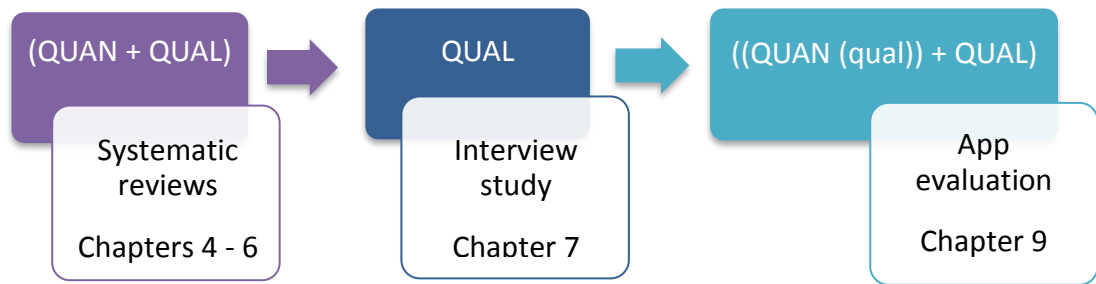 (QUAN + QUAL)
Systematic
reviews
Chapters 4 - 6
QUAL
Interview
study
Chapter 7
((QUAN (qual)) + QUAL)
App
evaluation
Chapter 9